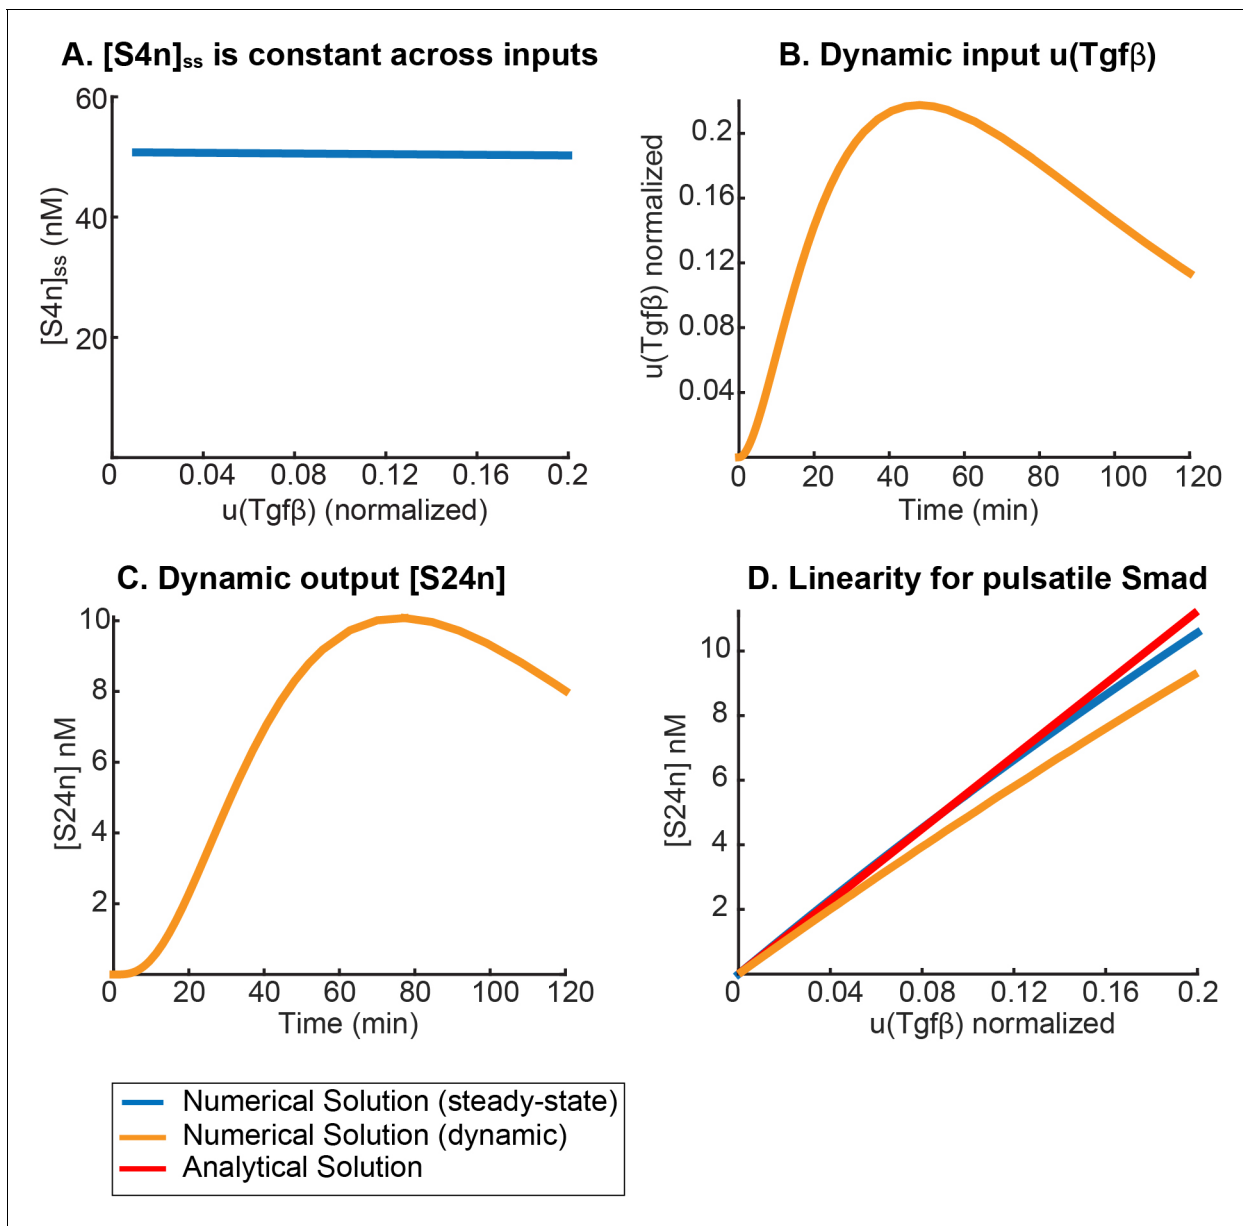 A. [S4n]ss is constant across inputs
60
40
20
[S4n]ss (nM)
0 0.04 0.08 0.12 0.16 0.2
u(Tgfβ) (normalized)
B. Dynamic input u(Tgfβ)
0.2
0.16
0.12
0.08
0.04
u(Tgfβ) normalized
0 20 40 60 80 100 120
Time (min)
C. Dynamic output [S24n]
10
8
6
4
2
[S24n] nM
0 20 40 60 80 100 120
Time (min)
D. Linearity for pulsatile Smad
10
8
6
4
2
[S24n] nM
0 0.04 0.08 0.12 0.16 0.2
u(Tgfβ) normalized
Numerical Solution (steady-state)
Numerical Solution (dynamic)
Analytical Solution